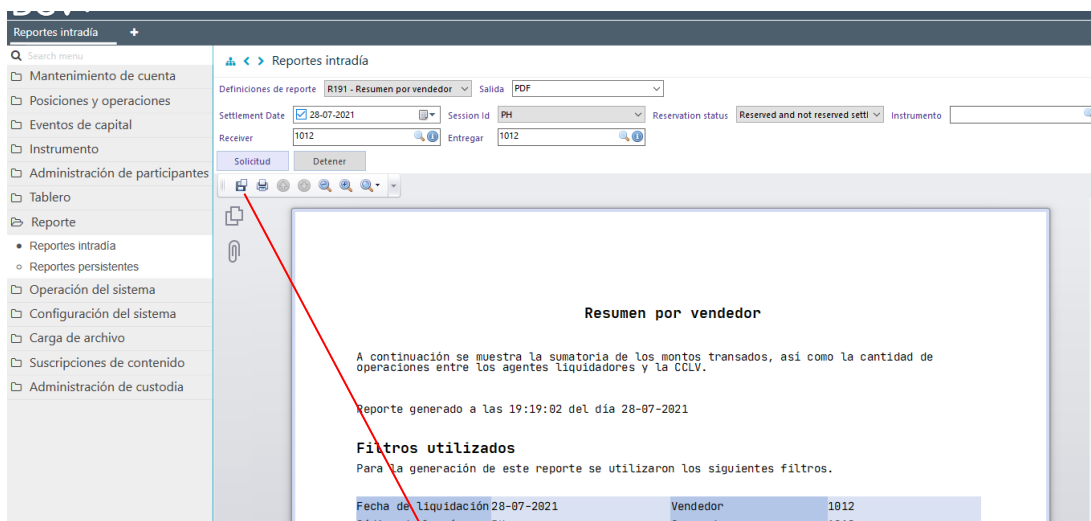 Reportes intradía +
Search menu
Mantenimiento de cuenta
Posiciones y operaciones
Eventos de capital
Instrumento
Administración de participantes
Tablero
Reporte
Reportes intradía
Reportes persistentes
Operación del sistema
Configuración del sistema
Carga de archivo
Suscripciones de contenido
Administración de custodia
Reportes intradía
Definiciones de reporte R191 - Resumen por vendedor Salida PDF
Settlement Date 28-07-2021 Session Id PH Reservation status Reserved and not reserved settl Instrumento
Receiver 1012 Entregar 1012
Solicitud Detener
Resumen por vendedor
A continuación se muestra la sumatoria de los montos transados, asi como la cantidad de
operaciones entre los agentes liquidadores y la CCLV.
Reporte generado a las 19:19:02 del día 28-07-2021
Filtros utilizados
Para la generación de este reporte se utilizaron los siguientes filtros.
Fecha de liquidación 28-07-2021 Vendedor 1012